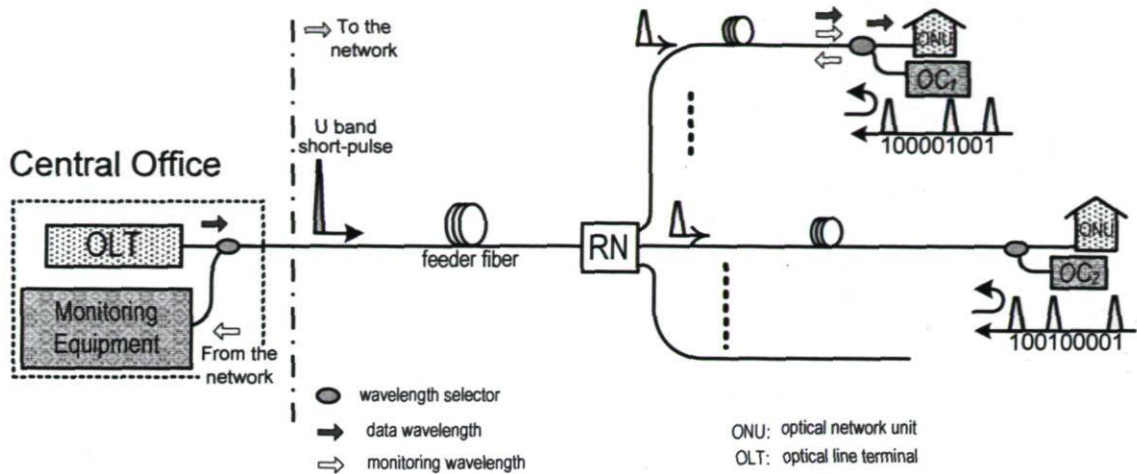 To the
network
U band
short-pulse
Central Office
OLT
Monitoring
Equipment
From the
network
feeder fiber
RN
ONU
OC1
100001001
ONU
OC2
100100001
wavelength selector
data wavelength
monitoring wavelength
ONU: optical network unit
OLT: optical line terminal